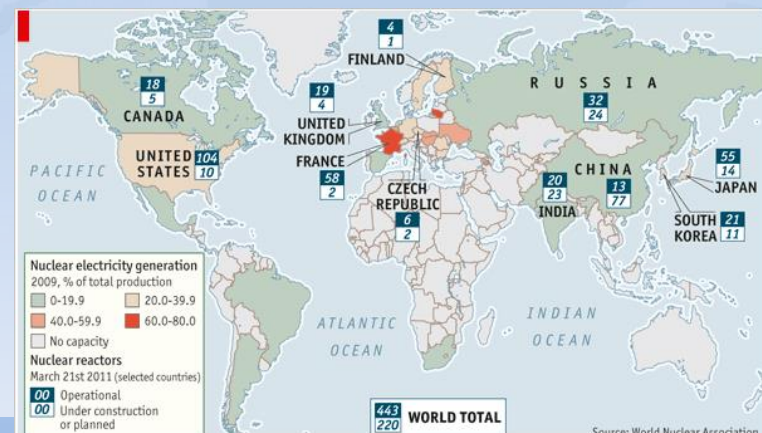 4
1
FINLAND
18
5
CANADA
19
4
UNITED
KINGDOM
FRANCE
58
2
RUSSIA
32
24
UNITED
STATES
104
10
PACIFIC
OCEAN
CZECH
REPUBLIC
6
2
20
23
INDIA
CHINA
13
77
55
14
JAPAN
SOUTH
KOREA
21
11
ATLANTIC
OCEAN
INDIAN
OCEAN
Nuclear electricity generation
2009, % of total production
0-19.9
20.0-39.9
40.0-59.9
60.0-80.0
No capacity
Nuclear reactors
March 21st 2011 (selected countries)
00 Operational
00 Under construction
or planned
443
220
WORLD TOTAL
Source: World Nuclear Association